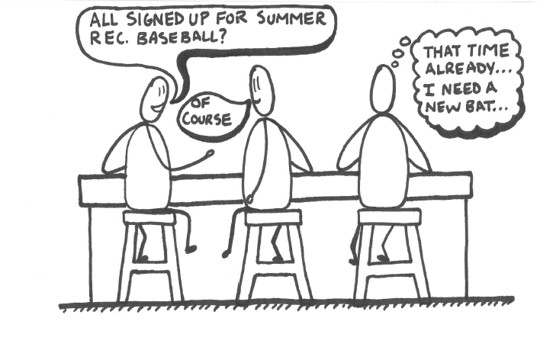 ALL SIGNED UP FOR SUMMER
REC. BASEBALL?
OF
COURSE
THAT TIME
ALREADY...
I NEED A
NEW BAT...